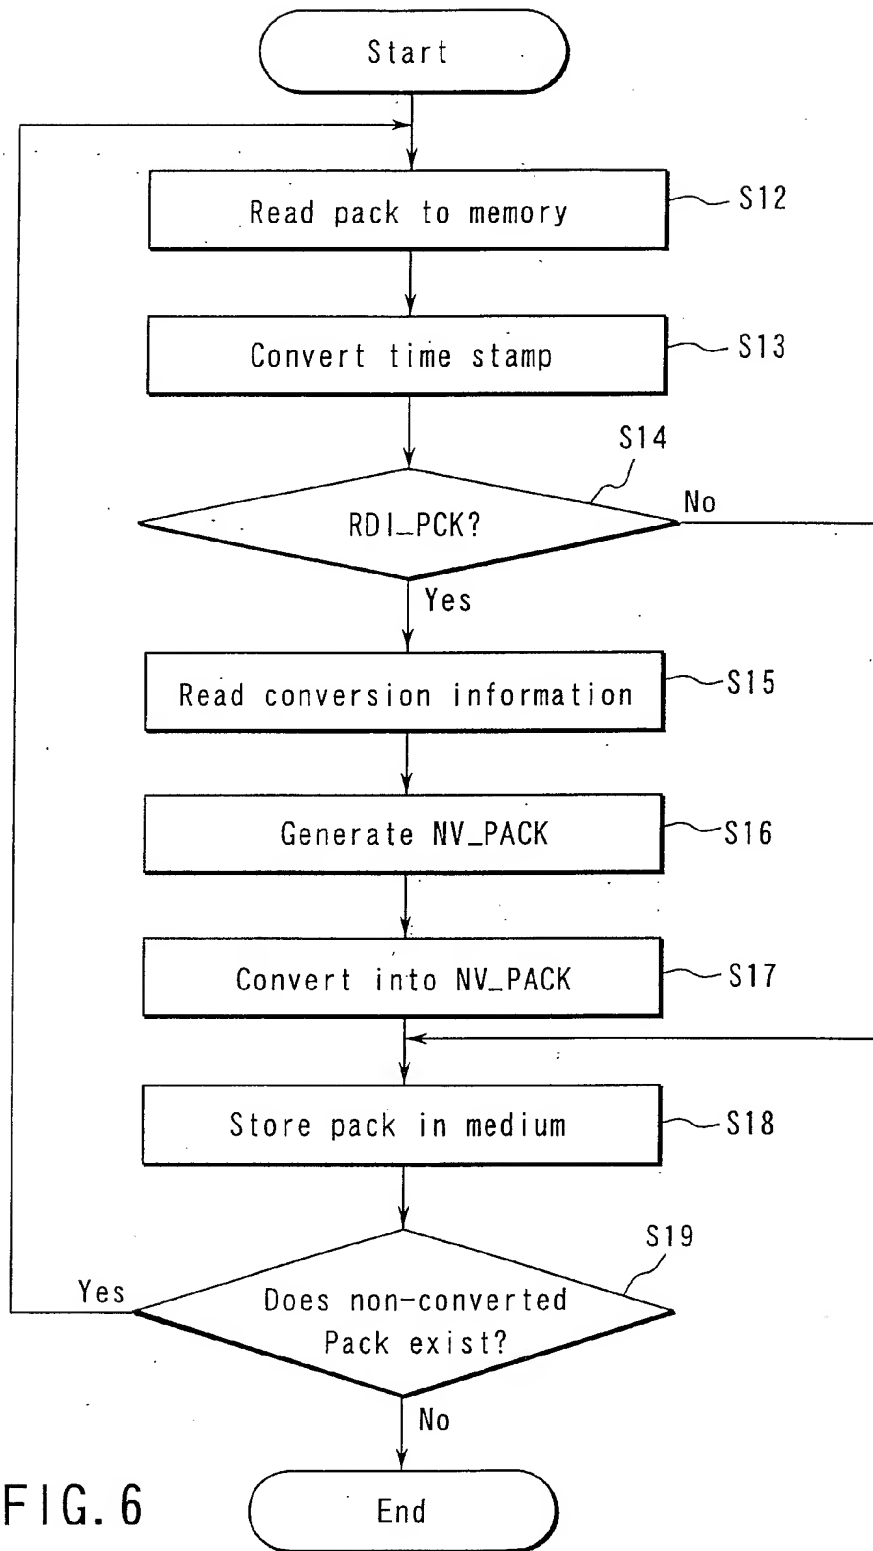 Start
Read pack to memory
S12
Convert time stamp
S13
S14
RDI_PCK?
No
Yes
Read conversion information
S15
Generate NV_PACK
S16
Convert into NV_PACK
S17
Store pack in medium
S18
S19
Yes
Does non-converted
Pack exist?
No
End
FIG. 6